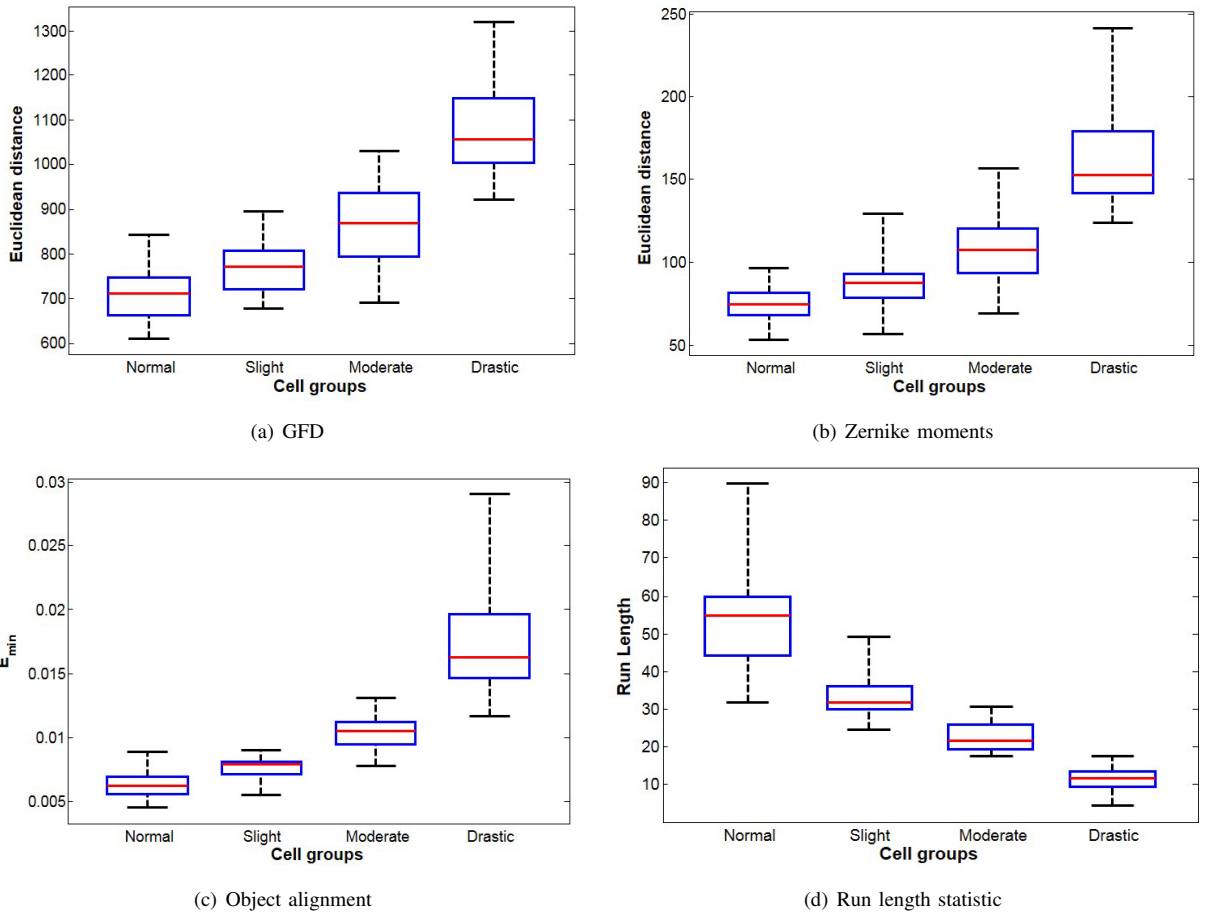 1300
1200
1100
1000
900
800
700
600
Euclidean distance
Normal Slight Moderate Drastic
Cell groups
(a) GFD
250
200
150
100
50
Euclidean distance
Normal Slight Moderate Drastic
Cell groups
(b) Zernike moments
0.03
0.025
0.02
0.015
0.01
0.005
E_min
Normal Slight Moderate Drastic
Cell groups
(c) Object alignment
90
80
70
60
50
40
30
20
10
Run Length
Normal Slight Moderate Drastic
Cell groups
(d) Run length statistic